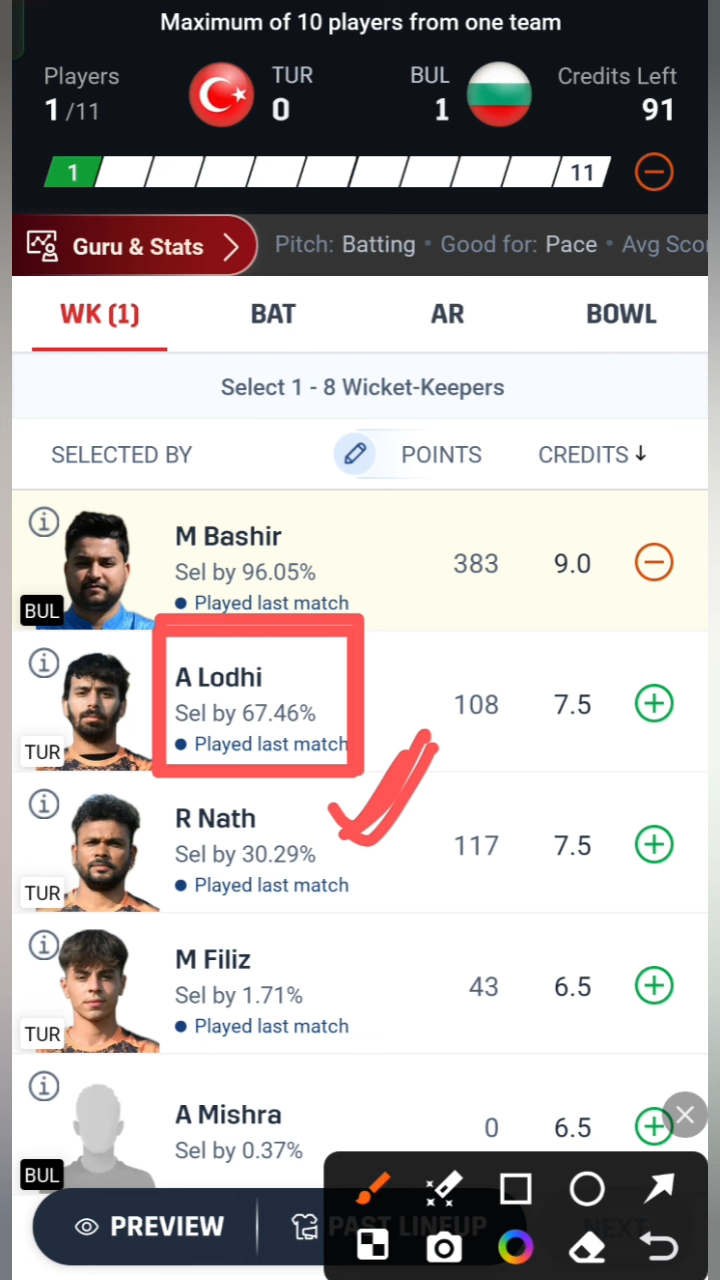 Maximum of 10 players from one team
Players TUR BUL Credits Left
1 /11 0 1 91
1 11
Guru & Stats Pitch: Batting • Good for: Pace • Avg Scor
WK (1) BAT AR BOWL
Select 1 - 8 Wicket-Keepers
SELECTED BY POINTS CREDITS
M Bashir
Sel by 96.05% 383 9.0
Played last match
BUL
A Lodhi
Sel by 67.46% 108 7.5
Played last match
TUR
R Nath
Sel by 30.29% 117 7.5
Played last match
TUR
M Filiz
Sel by 1.71% 43 6.5
Played last match
TUR
A Mishra
Sel by 0.37% 0 6.5
BUL
PREVIEW PAST LINEUP NEXT